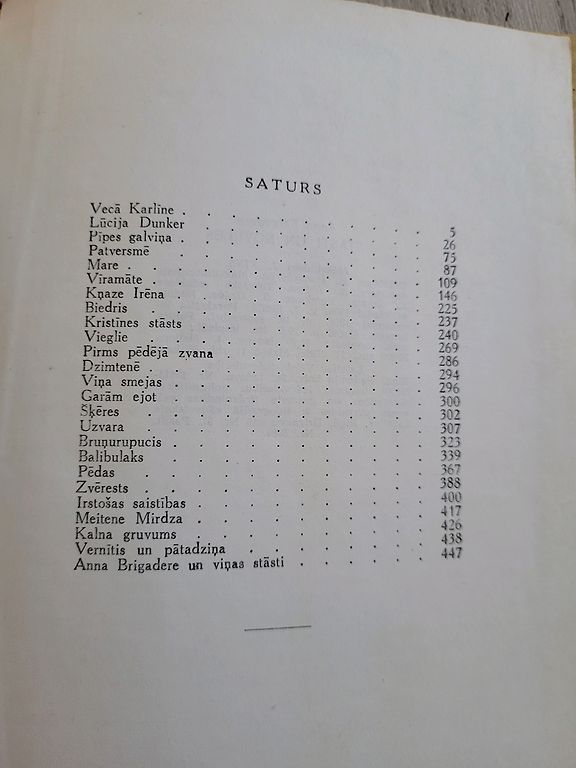 SATURS
Vecā Karlīne . . . . . . . . 5
Lūcija Dunker . . . . . . . . 26
Pīpes galviņa . . . . . . . . 75
Patversmē . . . . . . . . 87
Mare . . . . . . . . . 109
Viramāte . . . . . . . . 146
Kņaze Irēna . . . . . . . . 225
Biedris . . . . . . . . 237
Kristīnes stāsts . . . . . . . 240
Vieglie . . . . . . . . 269
Pirms pēdējā zvana . . . . . . 286
Dzimtenē . . . . . . . . 294
Viņa smejas . . . . . . . . 296
Garām ejot . . . . . . . . 300
Šķēres . . . . . . . . 302
Uzvara . . . . . . . . 307
Bruņurupucis . . . . . . . . 323
Balibulaks . . . . . . . . 339
Pēdas . . . . . . . . 367
Zvērests . . . . . . . . 388
Irstošas saistības . . . . . . . 400
Meitene Mirdza . . . . . . . 417
Kalna gruvums . . . . . . . 426
Vernītis un pātadziņa . . . . . . 438
Anna Brigadere un viņas stāsti . . . . 447